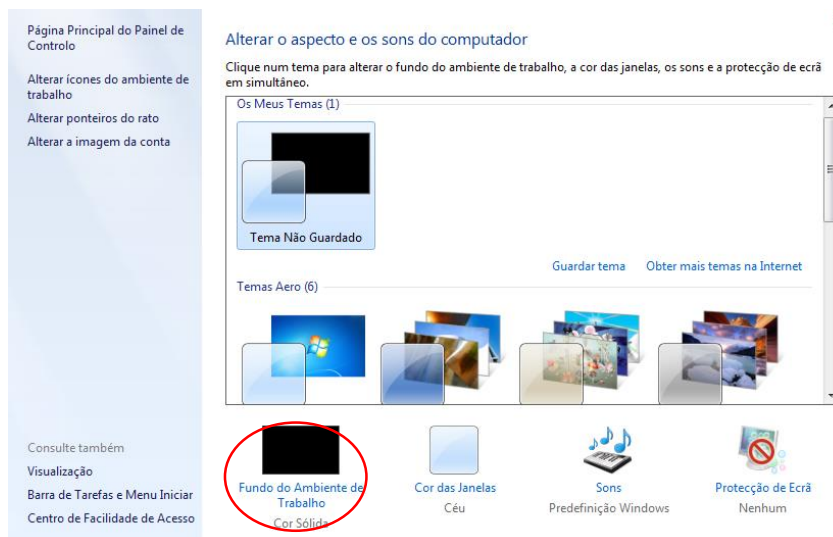 Página Principal do Painel de
Controlo
Alterar ícones do ambiente de
trabalho
Alterar ponteiros do rato
Alterar a imagem da conta
Consulte também
Visualização
Barra de Tarefas e Menu Iniciar
Centro de Facilidade de Acesso
Alterar o aspecto e os sons do computador
Clique num tema para alterar o fundo do ambiente de trabalho, a cor das janelas, os sons e a protecção de ecrã
em simultâneo.
Os Meus Temas (1)
Tema Não Guardado
Guardar tema Obter mais temas na Internet
Temas Aero (6)
Fundo do Ambiente de
Trabalho
Cor Sólida
Cor das Janelas
Céu
Sons
Predefinição Windows
Protecção de Ecrã
Nenhum